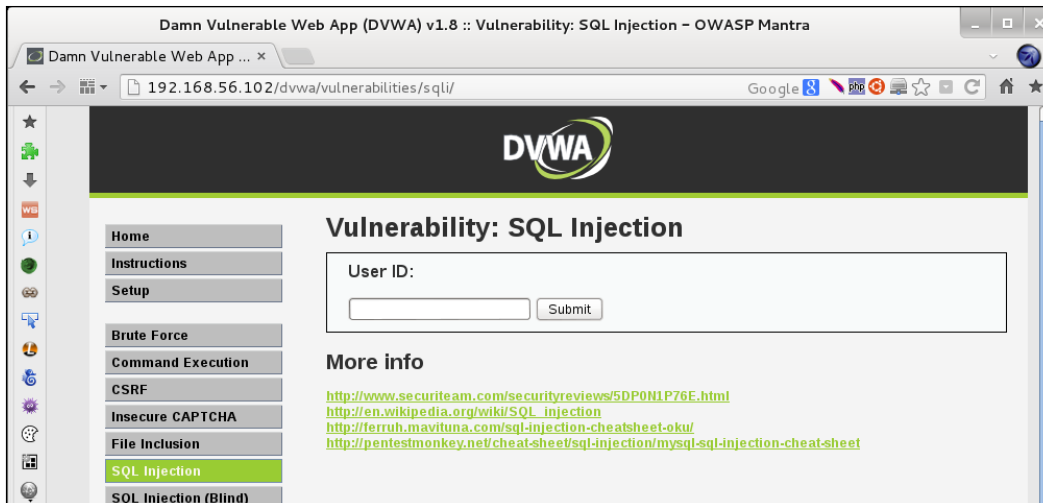 Damn Vulnerable Web App (DVWA) v1.8 :: Vulnerability: SQL Injection – OWASP Mantra
Damn Vulnerable Web App ... ×
192.168.56.102/dvwa/vulnerabilities/sqli/
Google
8
php
WS
DVWA
Home
Instructions
Setup
Brute Force
Command Execution
CSRF
Insecure CAPTCHA
File Inclusion
SQL Injection
SQL Injection (Blind)
Vulnerability: SQL Injection
User ID:
Submit
More info
http://www.securiteam.com/securityreviews/5DP0N1P76E.html
http://en.wikipedia.org/wiki/SQL_injection
http://ferruh.mavituna.com/sql-injection-cheatsheet-oku/
http://pentestmonkey.net/cheat-sheet/sql-injection/mysql-sql-injection-cheat-sheet